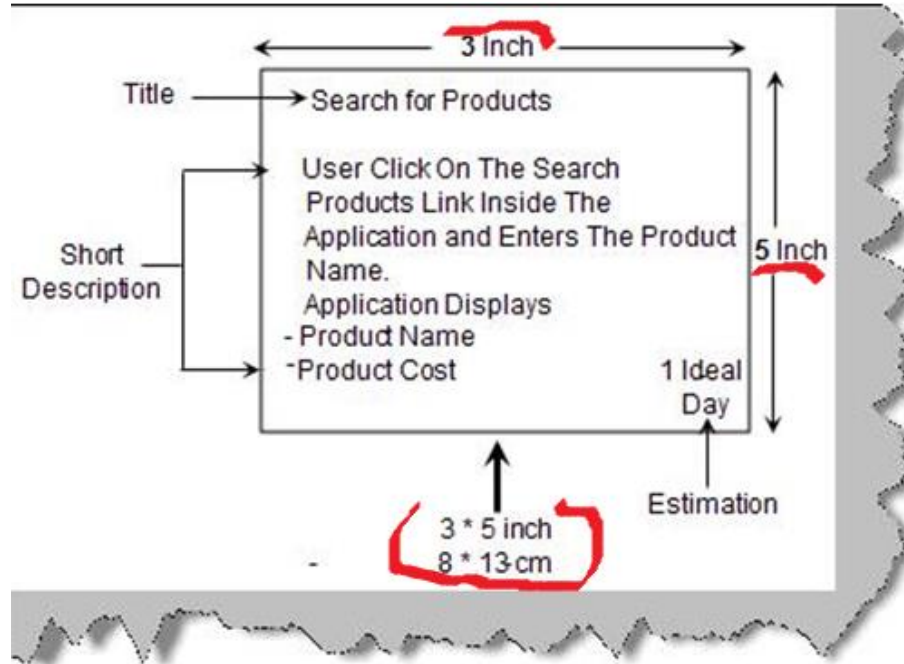 3 Inch
Title
Search for Products
User Click On The Search
Products Link Inside The
Application and Enters The Product
Name.
Application Displays
- Product Name
- Product Cost
Short
Description
5 Inch
1 Ideal
Day
Estimation
3 * 5 inch
- 8 * 13 cm